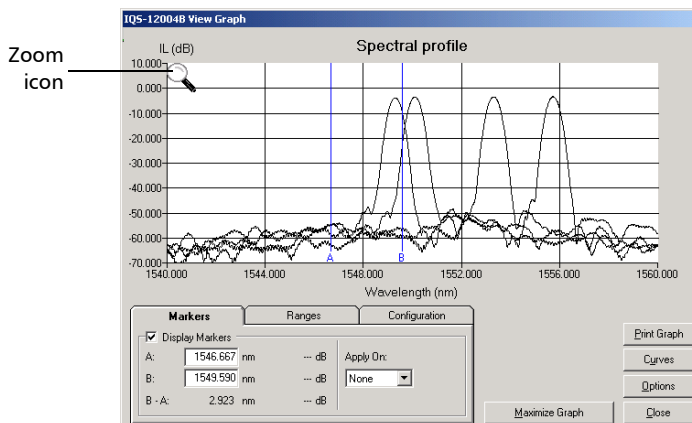 IQS-12004B View Graph
Zoom
icon
IL (dB)
Spectral profile
10.000
0.000
-10.000
-20.000
-30.000
-40.000
-50.000
-60.000
-70.000
A
B
1540.000
1544.000
1548.000
1552.000
1556.000
1560.000
Wavelength (nm)
Markers
Ranges
Configuration
Display Markers
A: 1546.667 nm --- dB
Apply On:
B: 1549.590 nm --- dB
None
B - A: 2.923 nm --- dB
Print Graph
Curves
Options
Maximize Graph
Close